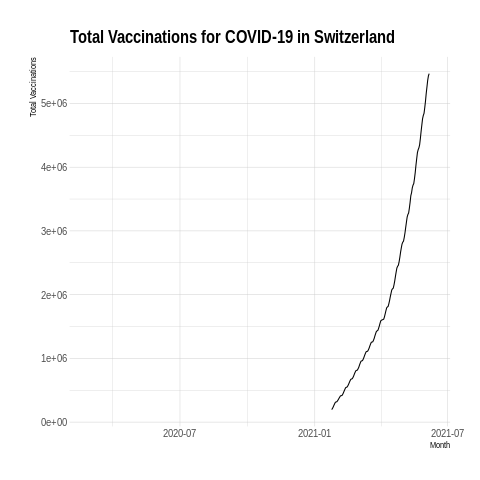 Total Vaccinations for COVID-19 in Switzerland
Total Vaccinations
5e+06
4e+06
3e+06
2e+06
1e+06
0e+00
2020-07
2021-01
2021-07
Month